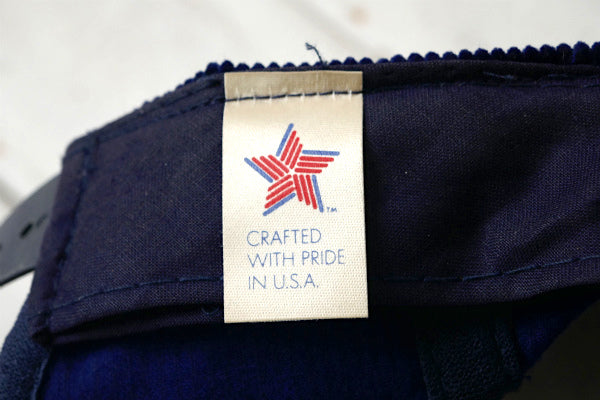 TM
CRAFTED
WITH PRIDE
IN U.S.A.